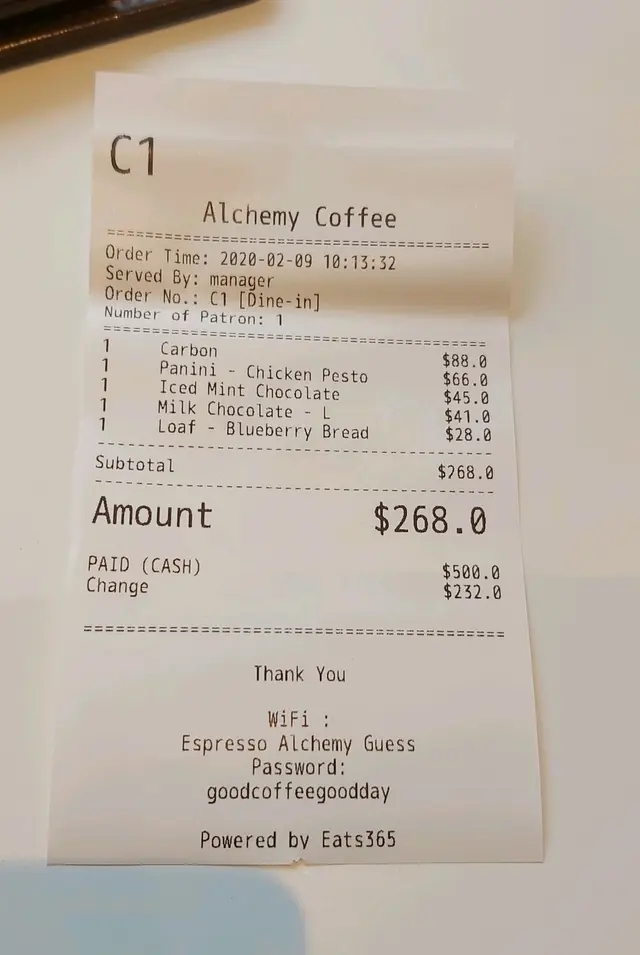 C1
Alchemy Coffee
================================================
Order Time: 2020-02-09 10:13:32
Served By: manager
Order No.: C1 [Dine-in]
Number of Patron: 1
================================================
1 Carbon $88.0
1 Panini - Chicken Pesto $66.0
1 Iced Mint Chocolate $45.0
1 Milk Chocolate - L $41.0
1 Loaf - Blueberry Bread $28.0
------------------------------------------------
Subtotal $268.0
------------------------------------------------
Amount $268.0
PAID (CASH) $500.0
Change $232.0
================================================
Thank You
WiFi :
Espresso Alchemy Guess
Password:
goodcoffeegoodday
Powered by Eats365